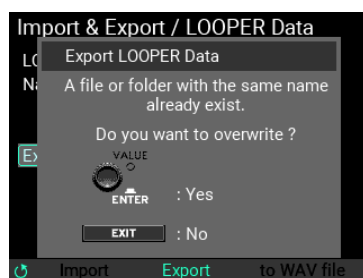 Import & Export / LOOPER Data
Export LOOPER Data
A file or folder with the same name
already exist.
Do you want to overwrite ?
VALUE
ENTER : Yes
EXIT : No
Import Export to WAV file